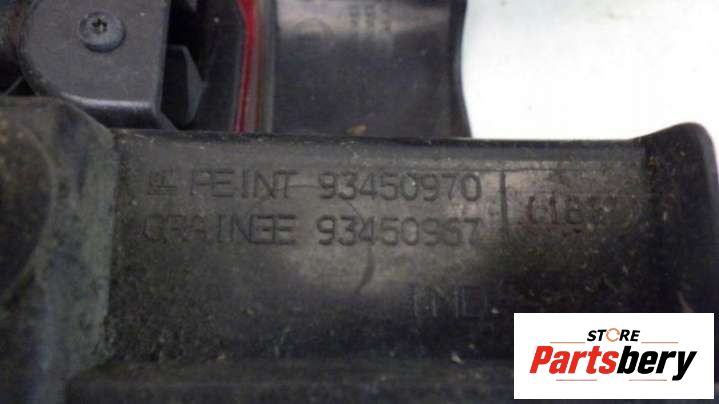 PEINT 93450970
GRAINEE 93450967
STORE
Partsbery